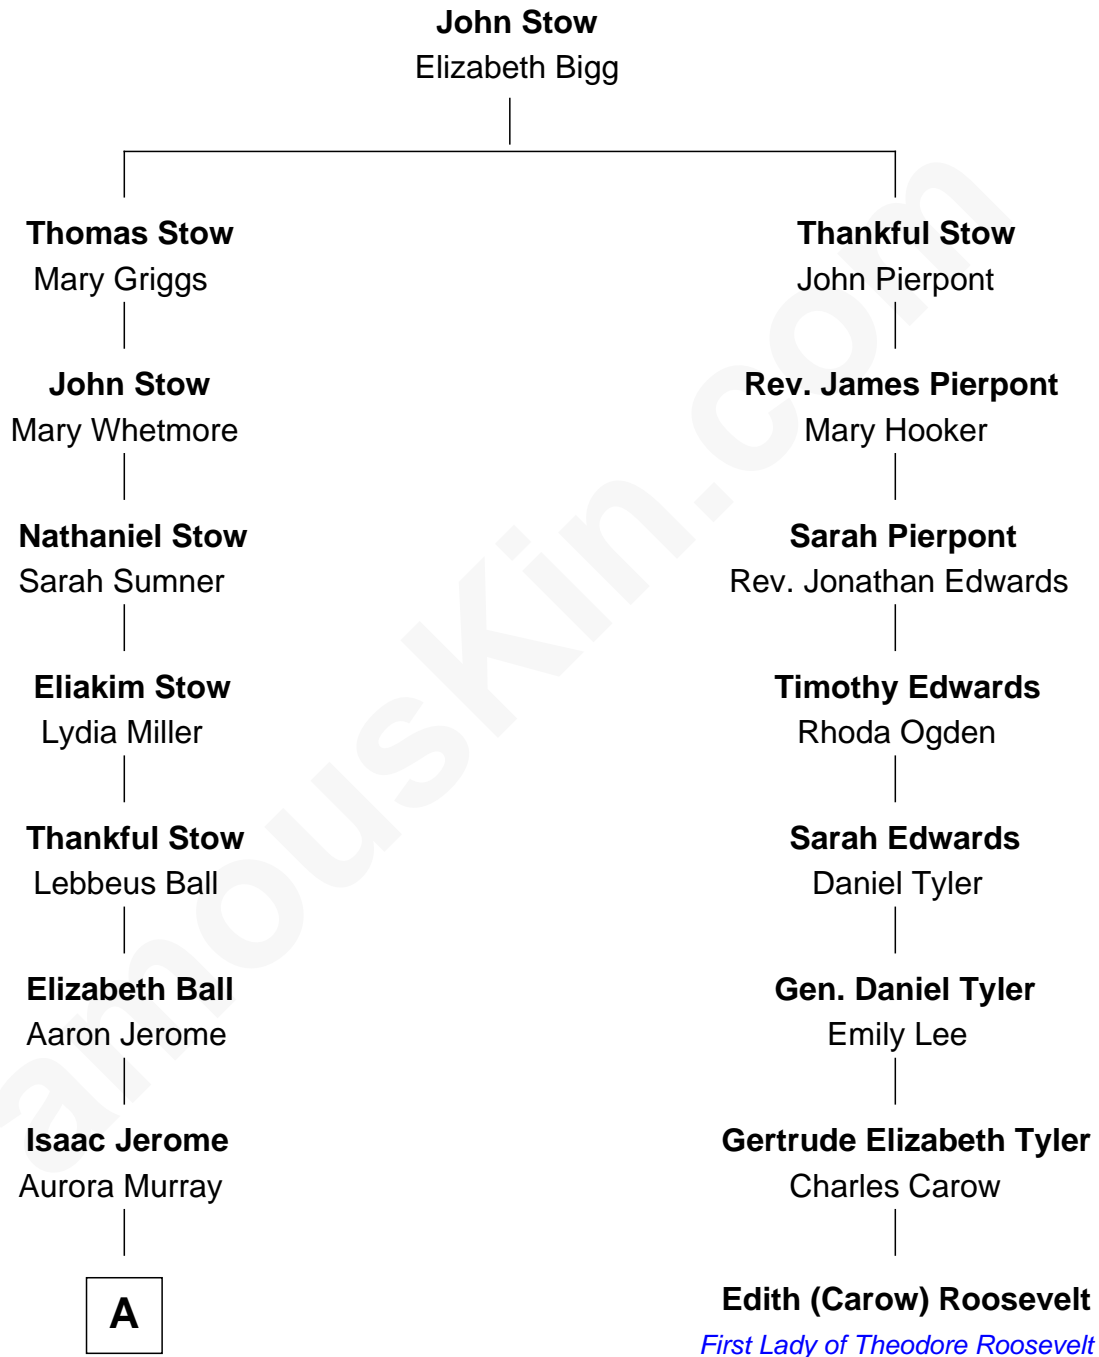 John Stow
Elizabeth Bigg
Thomas Stow
Mary Griggs
Thankful Stow
John Pierpont
John Stow
Mary Whetmore
Rev. James Pierpont
Mary Hooker
Nathaniel Stow
Sarah Sumner
Sarah Pierpont
Rev. Jonathan Edwards
Eliakim Stow
Lydia Miller
Timothy Edwards
Rhoda Ogden
Thankful Stow
Lebbeus Ball
Sarah Edwards
Daniel Tyler
Elizabeth Ball
Aaron Jerome
Gen. Daniel Tyler
Emily Lee
Isaac Jerome
Aurora Murray
Gertrude Elizabeth Tyler
Charles Carow
A
Edith (Carow) Roosevelt
First Lady of Theodore Roosevelt
amousKin.com